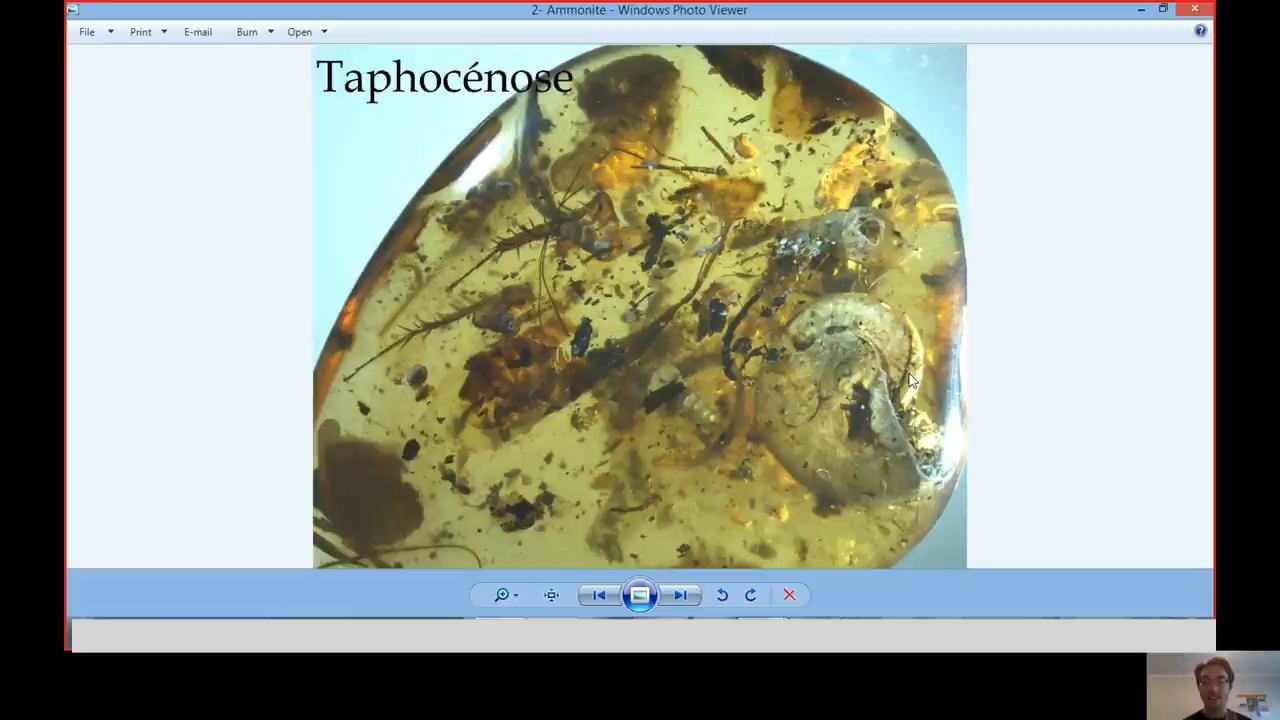 2- Ammonite - Windows Photo Viewer
File Print E-mail Burn Open
Taphocénose